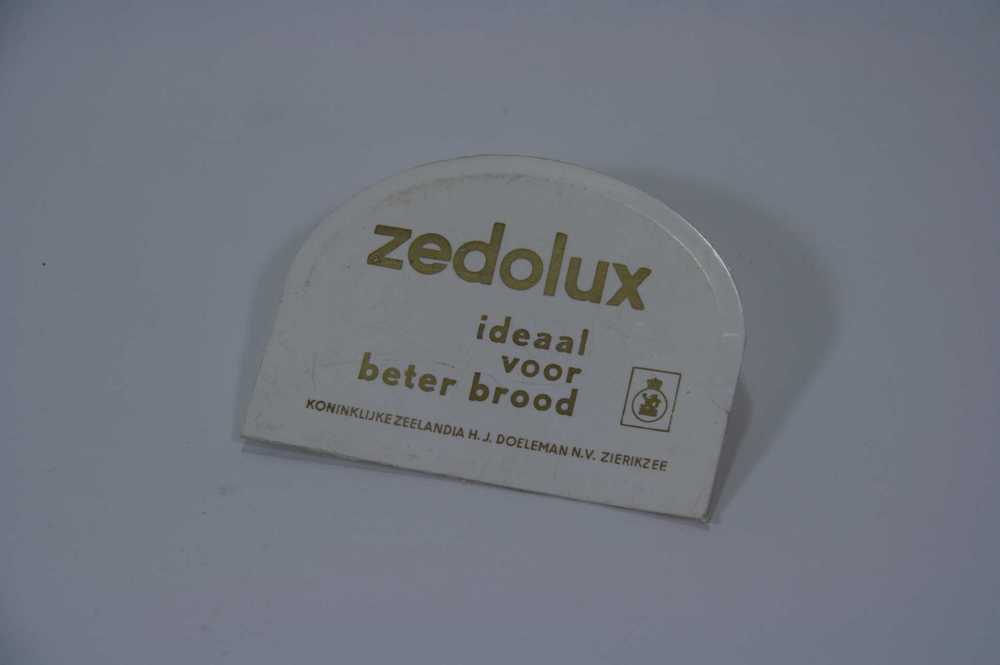 zedolux
ideaal
voor
beter brood
KONINKLIJKE ZEELANDIA H. J. DOELEMAN N.V. ZIERIKZEE